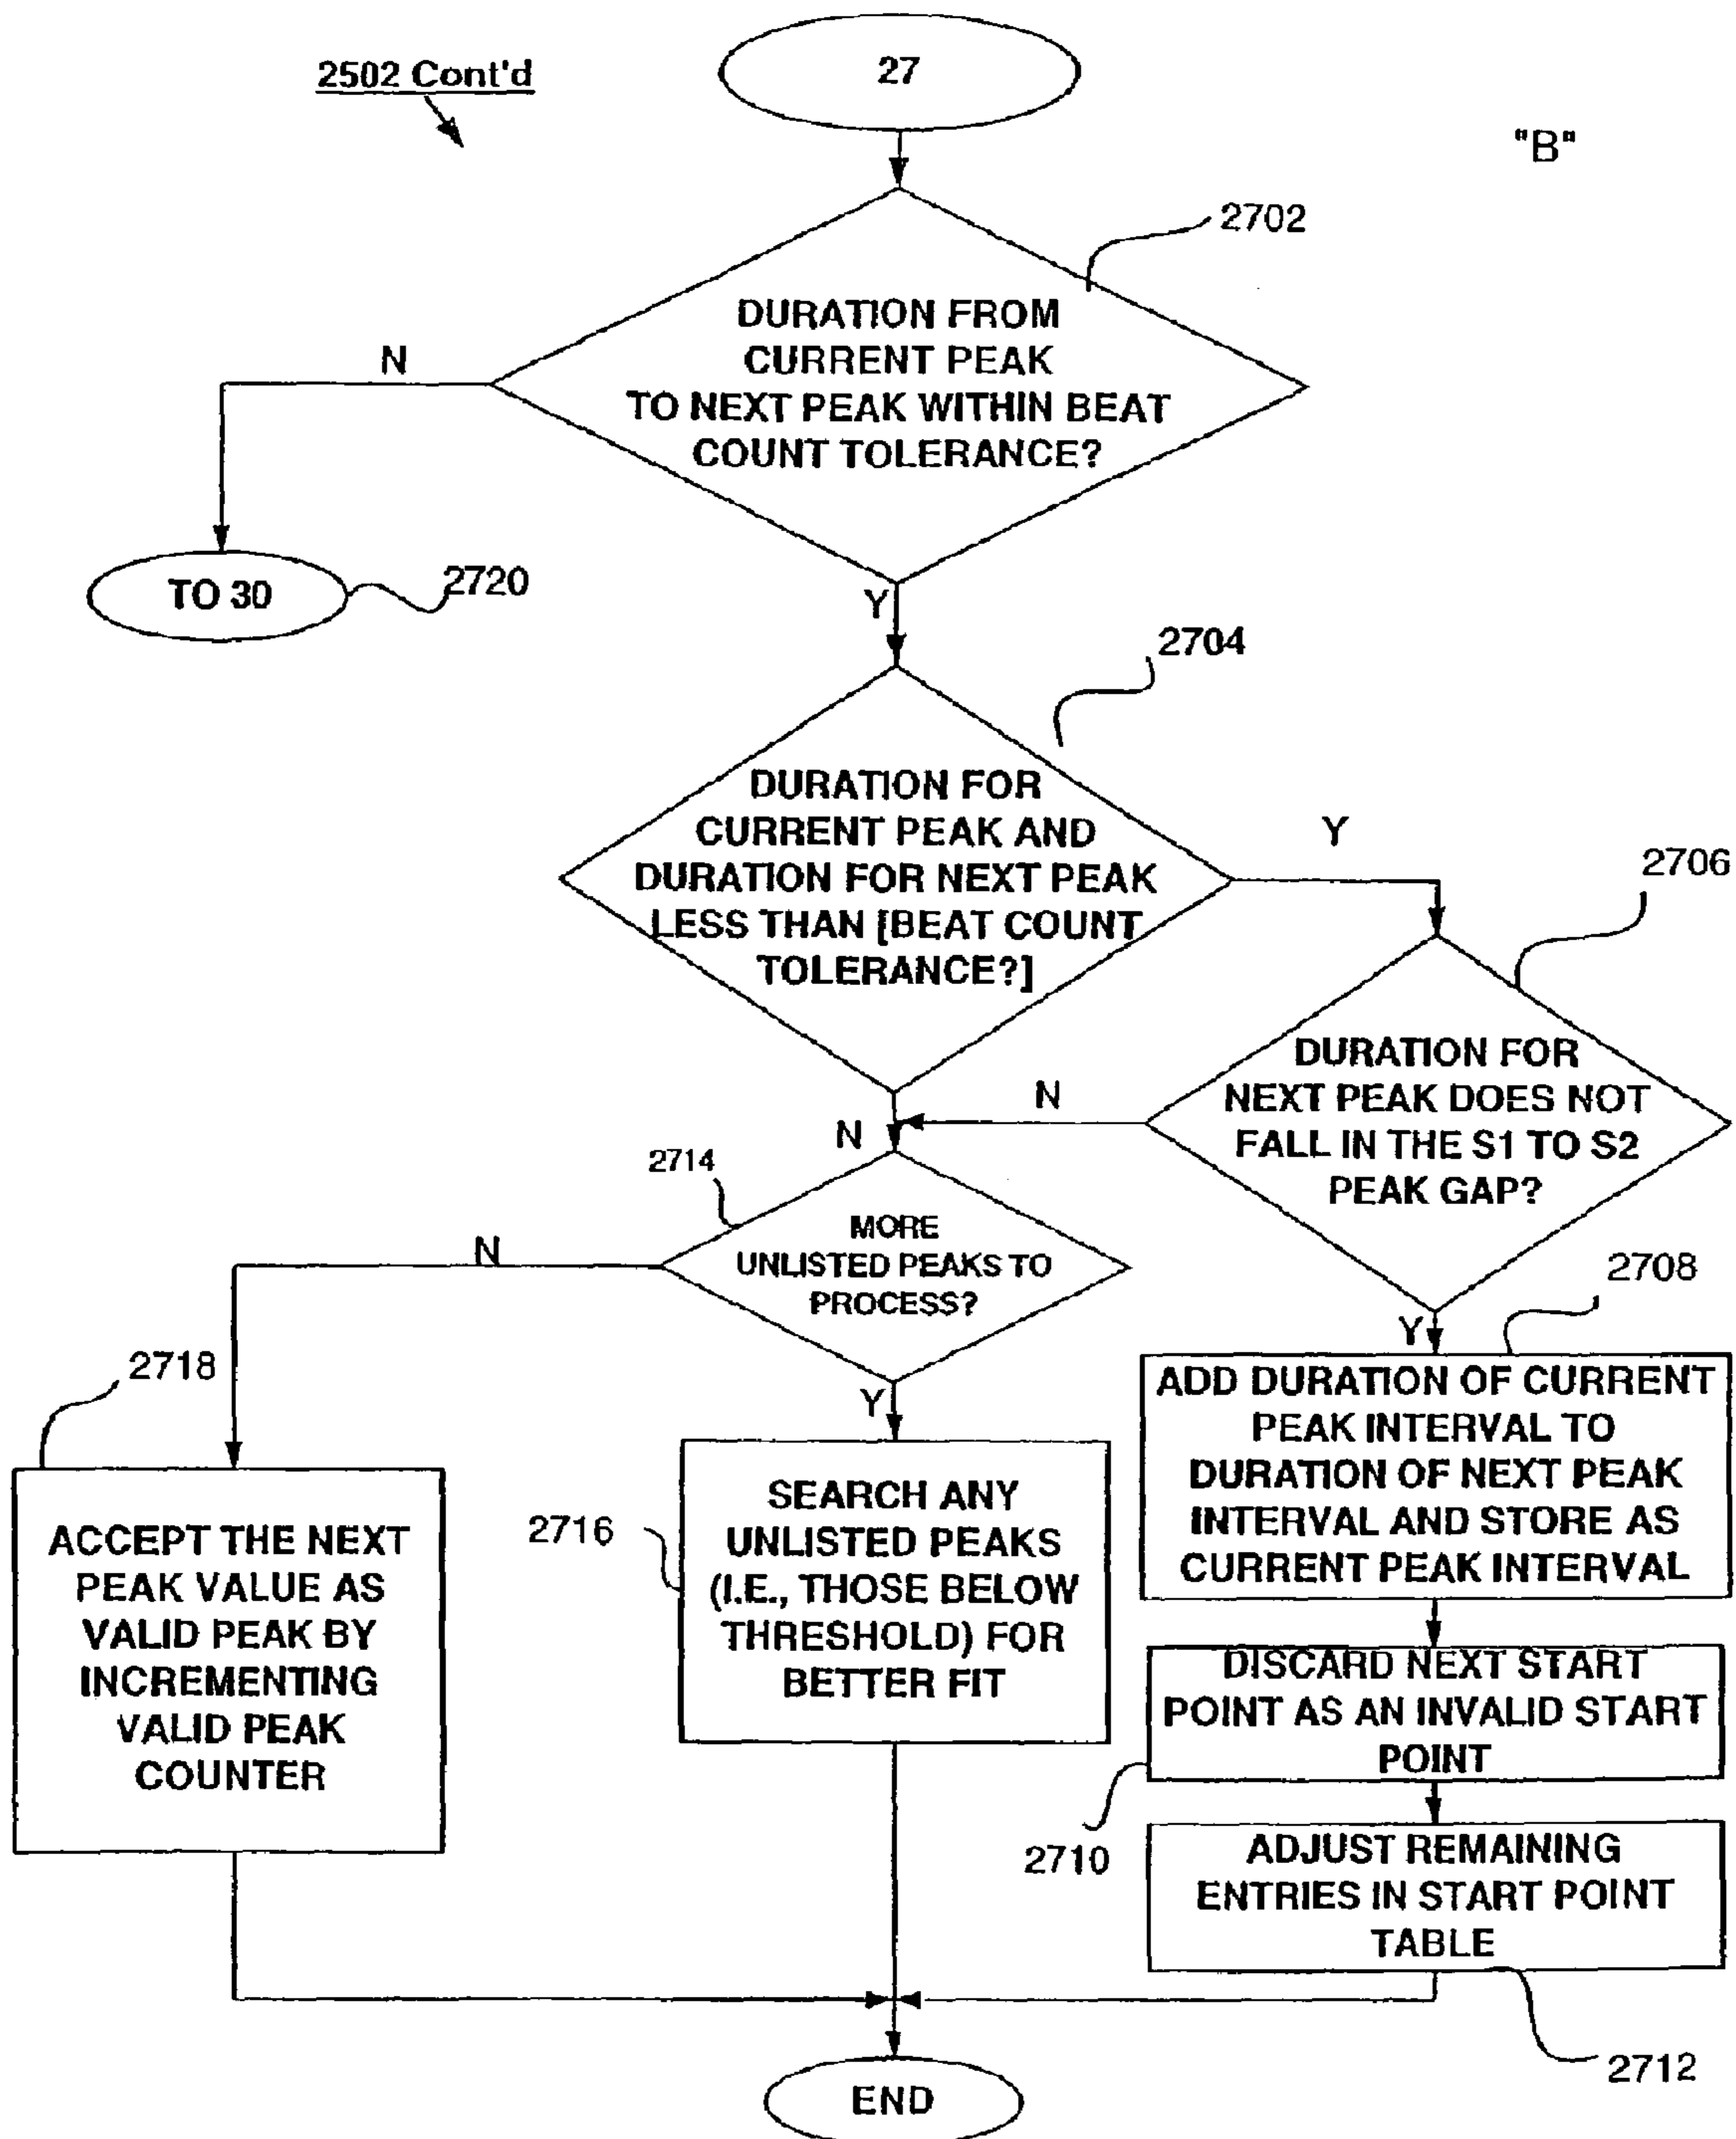 2502 Cont'd
27
"B"
2702
DURATION FROM
CURRENT PEAK
TO NEXT PEAK WITHIN BEAT
COUNT TOLERANCE?
N
TO 30
2720
Y
2704
DURATION FOR
CURRENT PEAK AND
DURATION FOR NEXT PEAK
LESS THAN [BEAT COUNT
TOLERANCE?]
Y
2706
DURATION FOR
NEXT PEAK DOES NOT
FALL IN THE S1 TO S2
PEAK GAP?
N
N
2714
MORE
UNLISTED PEAKS TO
PROCESS?
N
Y
Y
2708
ADD DURATION OF CURRENT
PEAK INTERVAL TO
DURATION OF NEXT PEAK
INTERVAL AND STORE AS
CURRENT PEAK INTERVAL
2718
ACCEPT THE NEXT
PEAK VALUE AS
VALID PEAK BY
INCREMENTING
VALID PEAK
COUNTER
2716
SEARCH ANY
UNLISTED PEAKS
(I.E., THOSE BELOW
THRESHOLD) FOR
BETTER FIT
DISCARD NEXT START
POINT AS AN INVALID START
POINT
2710
ADJUST REMAINING
ENTRIES IN START POINT
TABLE
2712
END